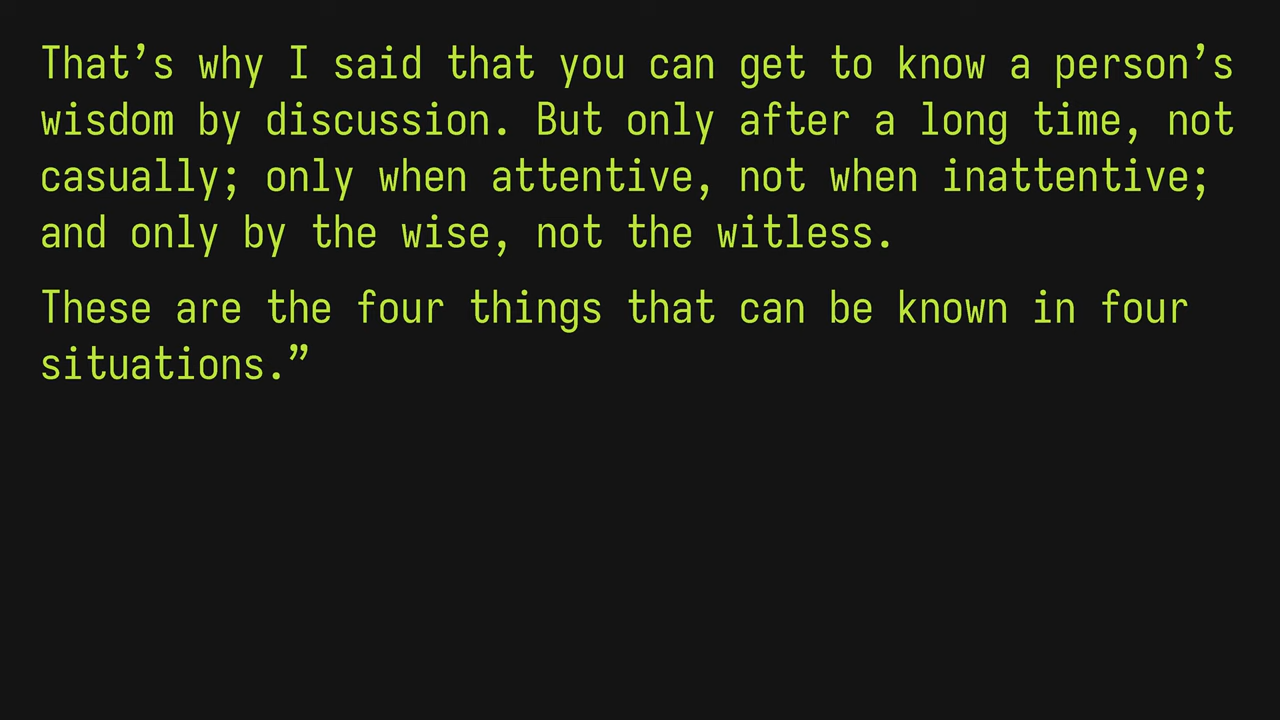 That’s why I said that you can get to know a person’s
wisdom by discussion. But only after a long time, not
casually; only when attentive, not when inattentive;
and only by the wise, not the witless.
These are the four things that can be known in four
situations.”